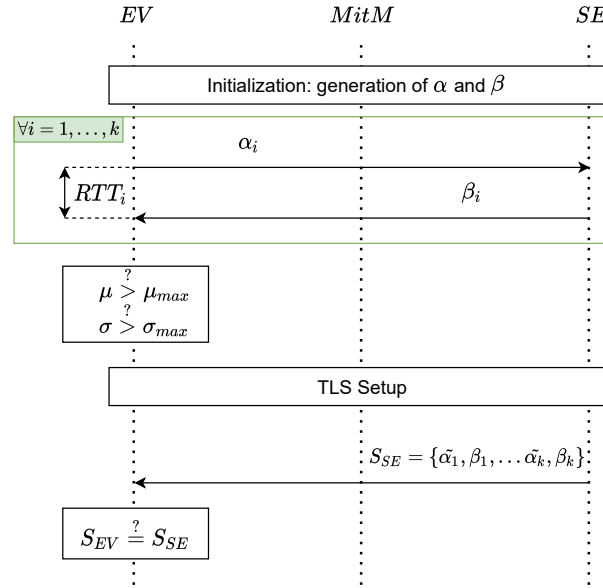 EV MitM SE
Initialization: generation of α and β
∀i = 1, . . . , k
α_i
RTT_i
β_i
μ >? μ_max
σ >? σ_max
TLS Setup
S_SE = {α̃_1, β_1, . . . α̃_k, β_k}
S_EV =? S_SE